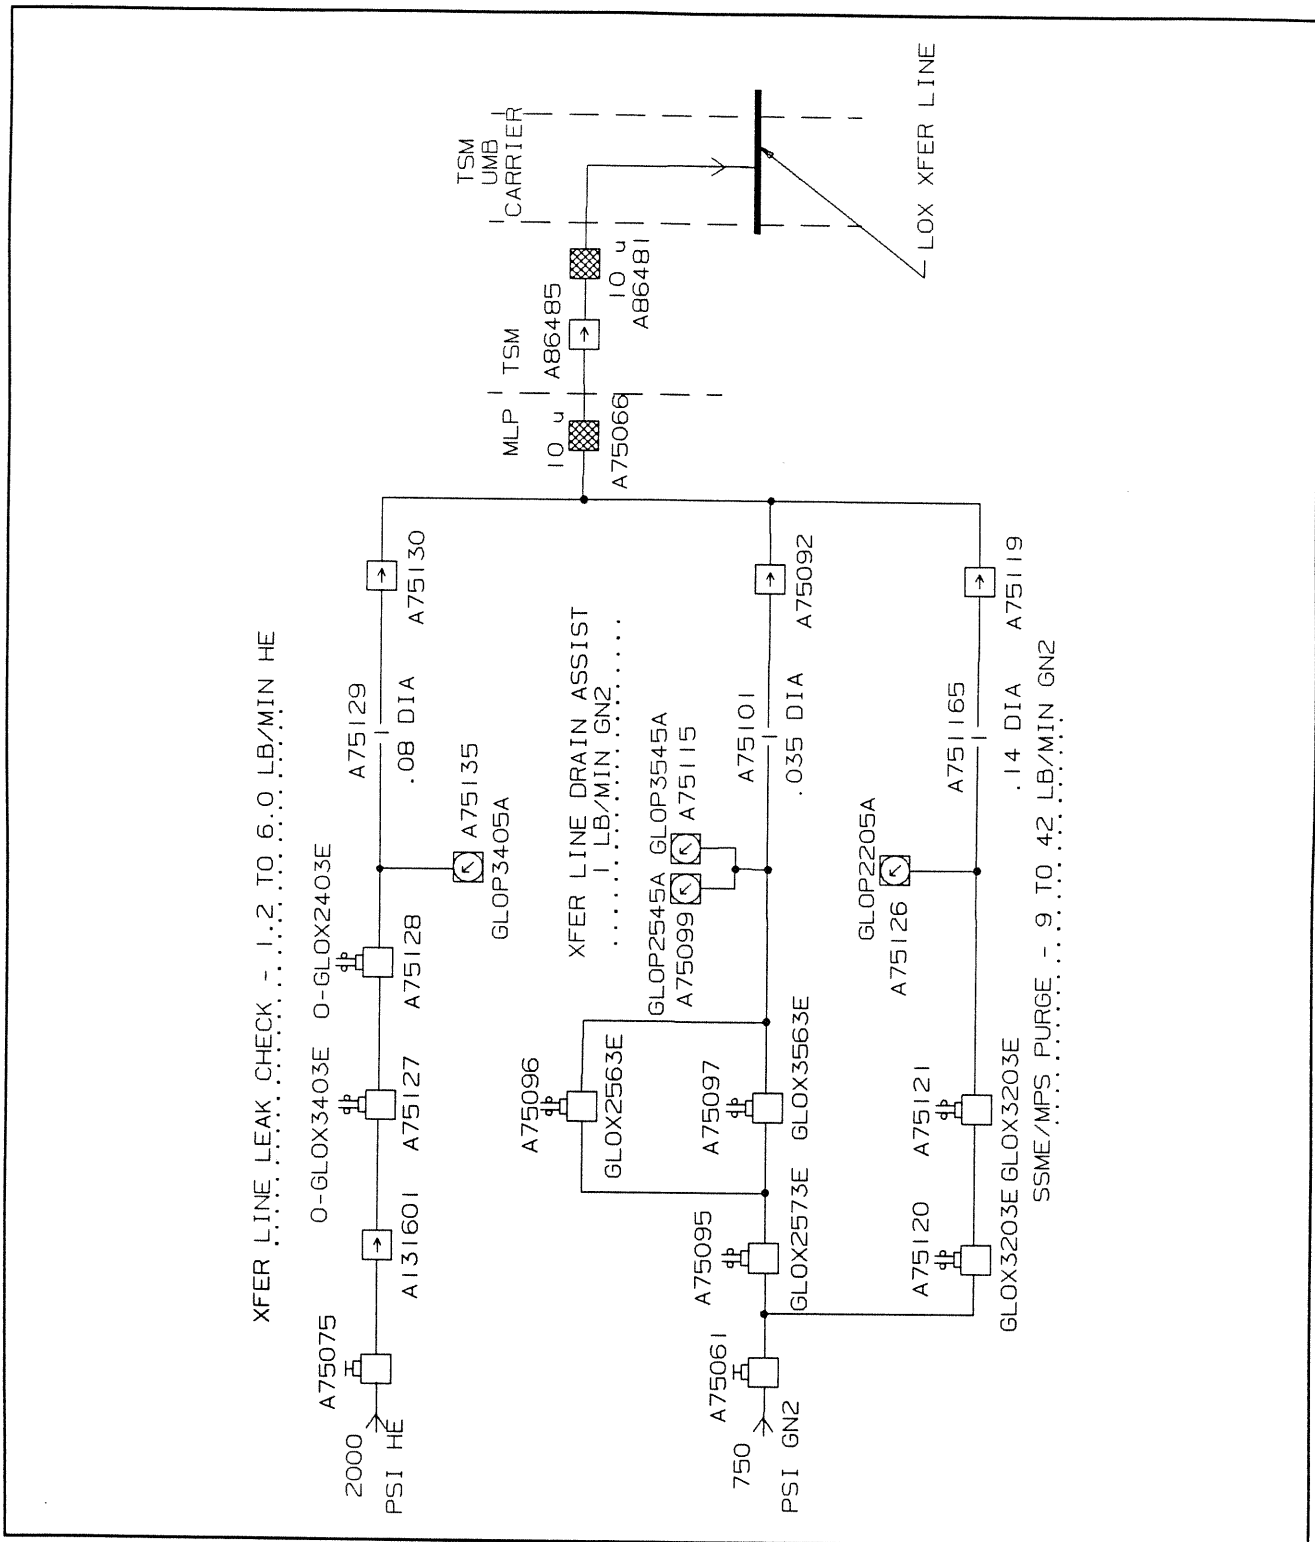 XFER LINE LEAK CHECK - 1.2 TO 6.0 LB/MIN HE
2000
PSI HE
A75075
A131601
O-GLOX3403E
A75127
O-GLOX2403E
A75128
A75135
GLOP3405A
A75129
.08 DIA
A75130
XFER LINE DRAIN ASSIST
1 LB/MIN GN2
750
PSI GN2
A75061
A75095
GLOX2573E
A75096
GLOX2563E
A75097
GLOX3563E
GLOP2545A
A75099
GLOP3545A
A75115
A75101
.035 DIA
A75092
A75120
GLOX3203E
A75121
GLOX3203E
GLOP2205A
A75126
A751165
.14 DIA
A75119
SSME/MPS PURGE - 9 TO 42 LB/MIN GN2
MLP
TSM
10 u
A75066
A86485
10 u
A86481
TSM
UMB
CARRIER
LOX XFER LINE